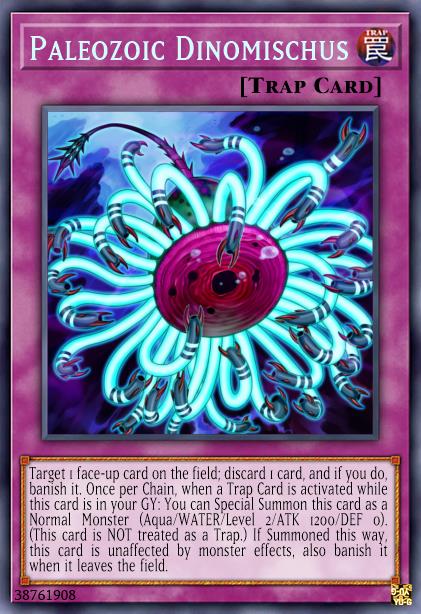 PALEOZOIC DINOMISCHUS
TRAP
罠
[TRAP CARD]
Target 1 face-up card on the field; discard 1 card, and if you do,
banish it. Once per Chain, when a Trap Card is activated while
this card is in your GY: You can Special Summon this card as a
Normal Monster (Aqua/WATER/Level 2/ATK 1200/DEF 0).
(This card is NOT treated as a Trap.) If Summoned this way,
this card is unaffected by monster effects, also banish it
when it leaves the field.
38761908